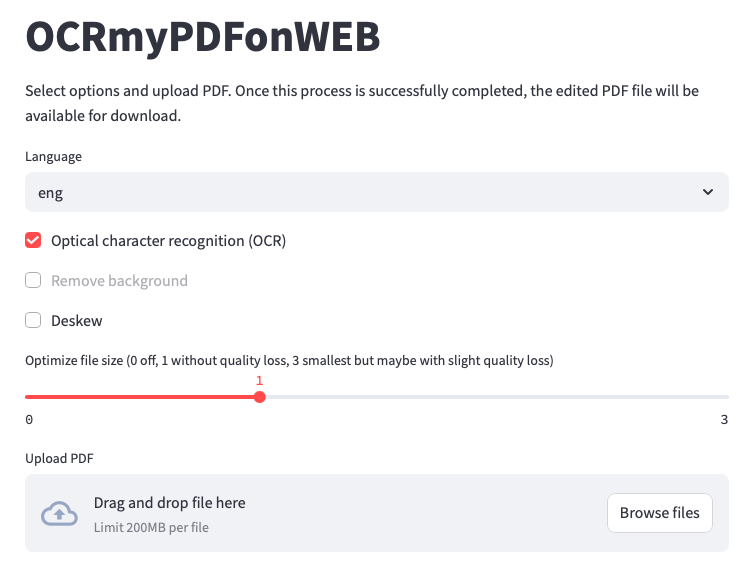 OCRmyPDFonWEB
Select options and upload PDF. Once this process is successfully completed, the edited PDF file will be
available for download.
Language
eng
Optical character recognition (OCR)
Remove background
Deskew
Optimize file size (0 off, 1 without quality loss, 3 smallest but maybe with slight quality loss)
1
0 3
Upload PDF
Drag and drop file here
Limit 200MB per file
Browse files